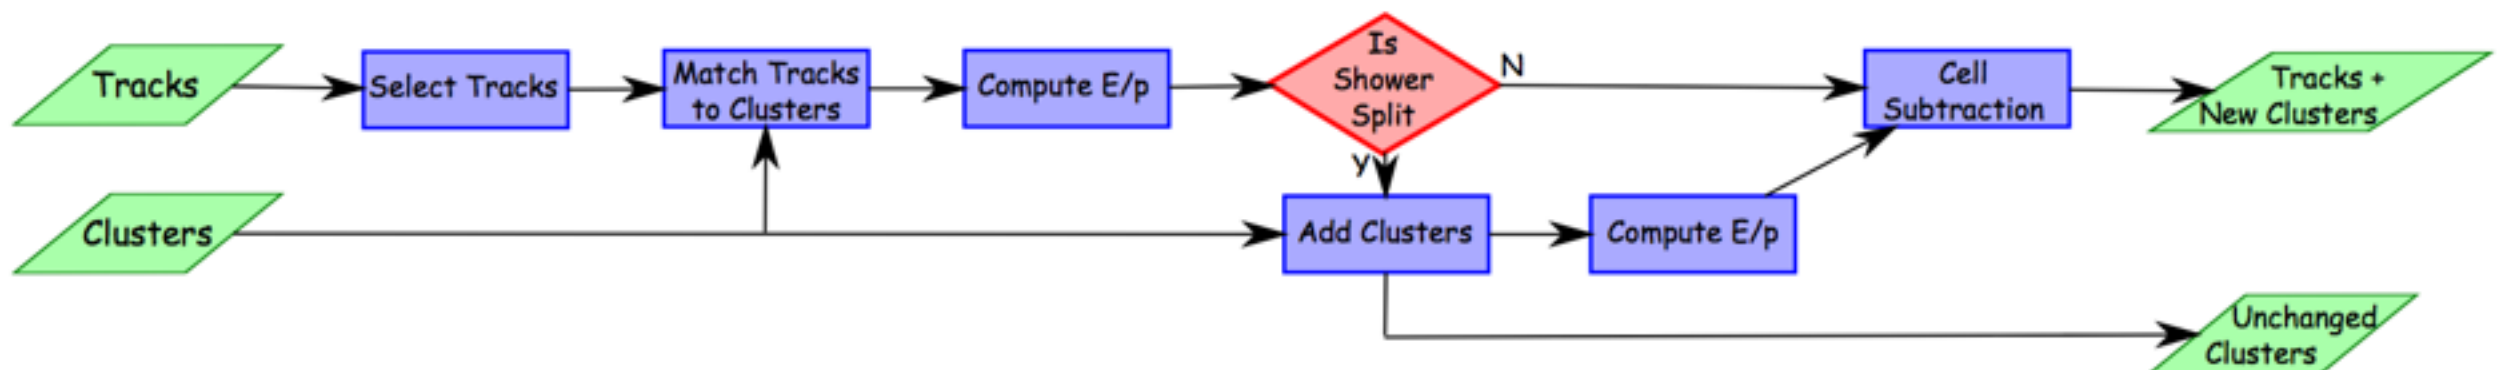 Tracks
Select Tracks
Match Tracks
to Clusters
Compute E/p
Is
Shower
Split
N
Y
Cell
Subtraction
Tracks +
New Clusters
Clusters
Add Clusters
Compute E/p
Unchanged
Clusters